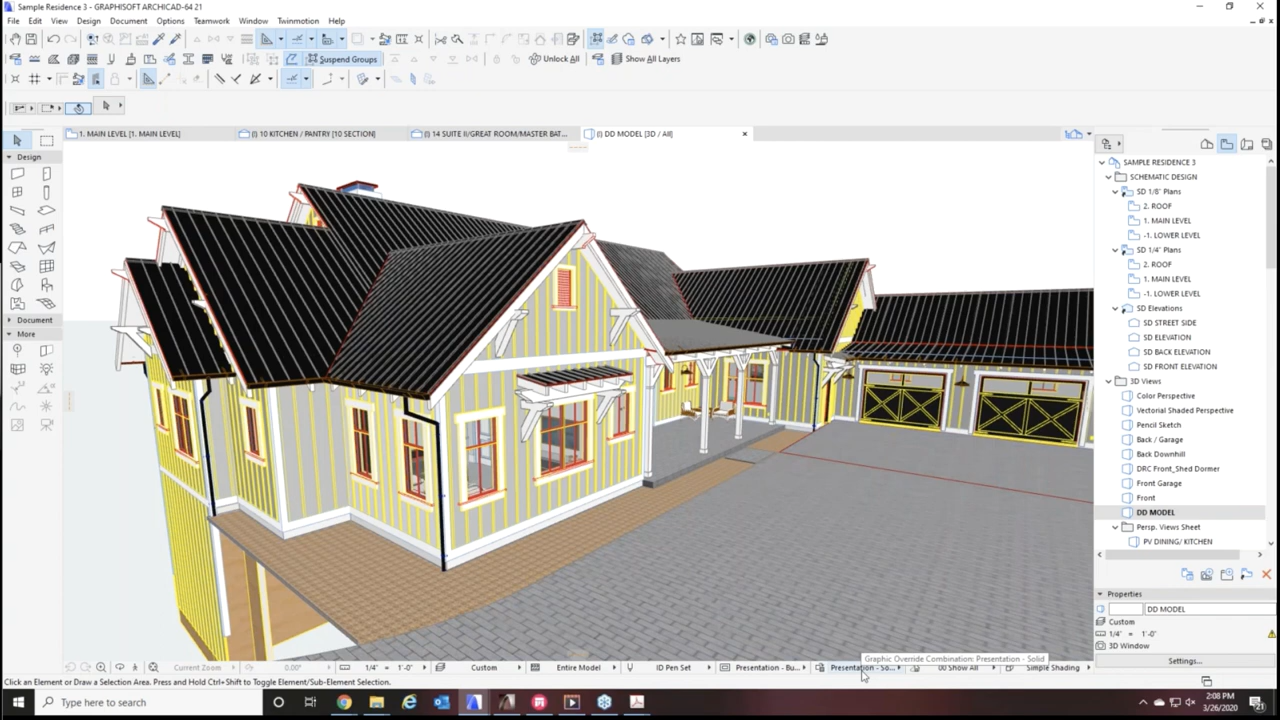 Sample Residence 3 - GRAPHISOFT ARCHICAD-64 21
File Edit View Design Document Options Teamwork Window Twinmotion Help
Suspend Groups
Unlock All
Show All Layers
1. MAIN LEVEL [1. MAIN LEVEL]
(I) 10 KITCHEN / PANTRY [10 SECTION]
(I) 14 SUITE II/GREAT ROOM/MASTER BAT...
(I) DD MODEL [3D / All]
Design
More
Document
SAMPLE RESIDENCE 3
SCHEMATIC DESIGN
SD 1/8" Plans
2. ROOF
1. MAIN LEVEL
-1. LOWER LEVEL
SD 1/4" Plans
2. ROOF
1. MAIN LEVEL
-1. LOWER LEVEL
SD Elevations
SD STREET SIDE
SD ELEVATION
SD BACK ELEVATION
SD FRONT ELEVATION
3D Views
Color Perspective
Vectorial Shaded Perspective
Pencil Sketch
Back / Garage
Back Downhill
DRC Front_Shed Dormer
Front Garage
Front
DD MODEL
Persp. Views Sheet
PV DINING/ KITCHEN
Properties
DD MODEL
Custom
1/4" = 1'-0"
3D Window
Settings...
Graphic Override Combination: Presentation - Solid
Current Zoom 0.00° 1/4" = 1'-0" Custom Entire Model ID Pen Set Presentation - Bu... Presentation - So... 00 Show All Simple Shading
Click an Element or Draw a Selection Area. Press and Hold Ctrl+Shift to Toggle Element/Sub-Element Selection.
Type here to search
2:08 PM
3/26/2020
21